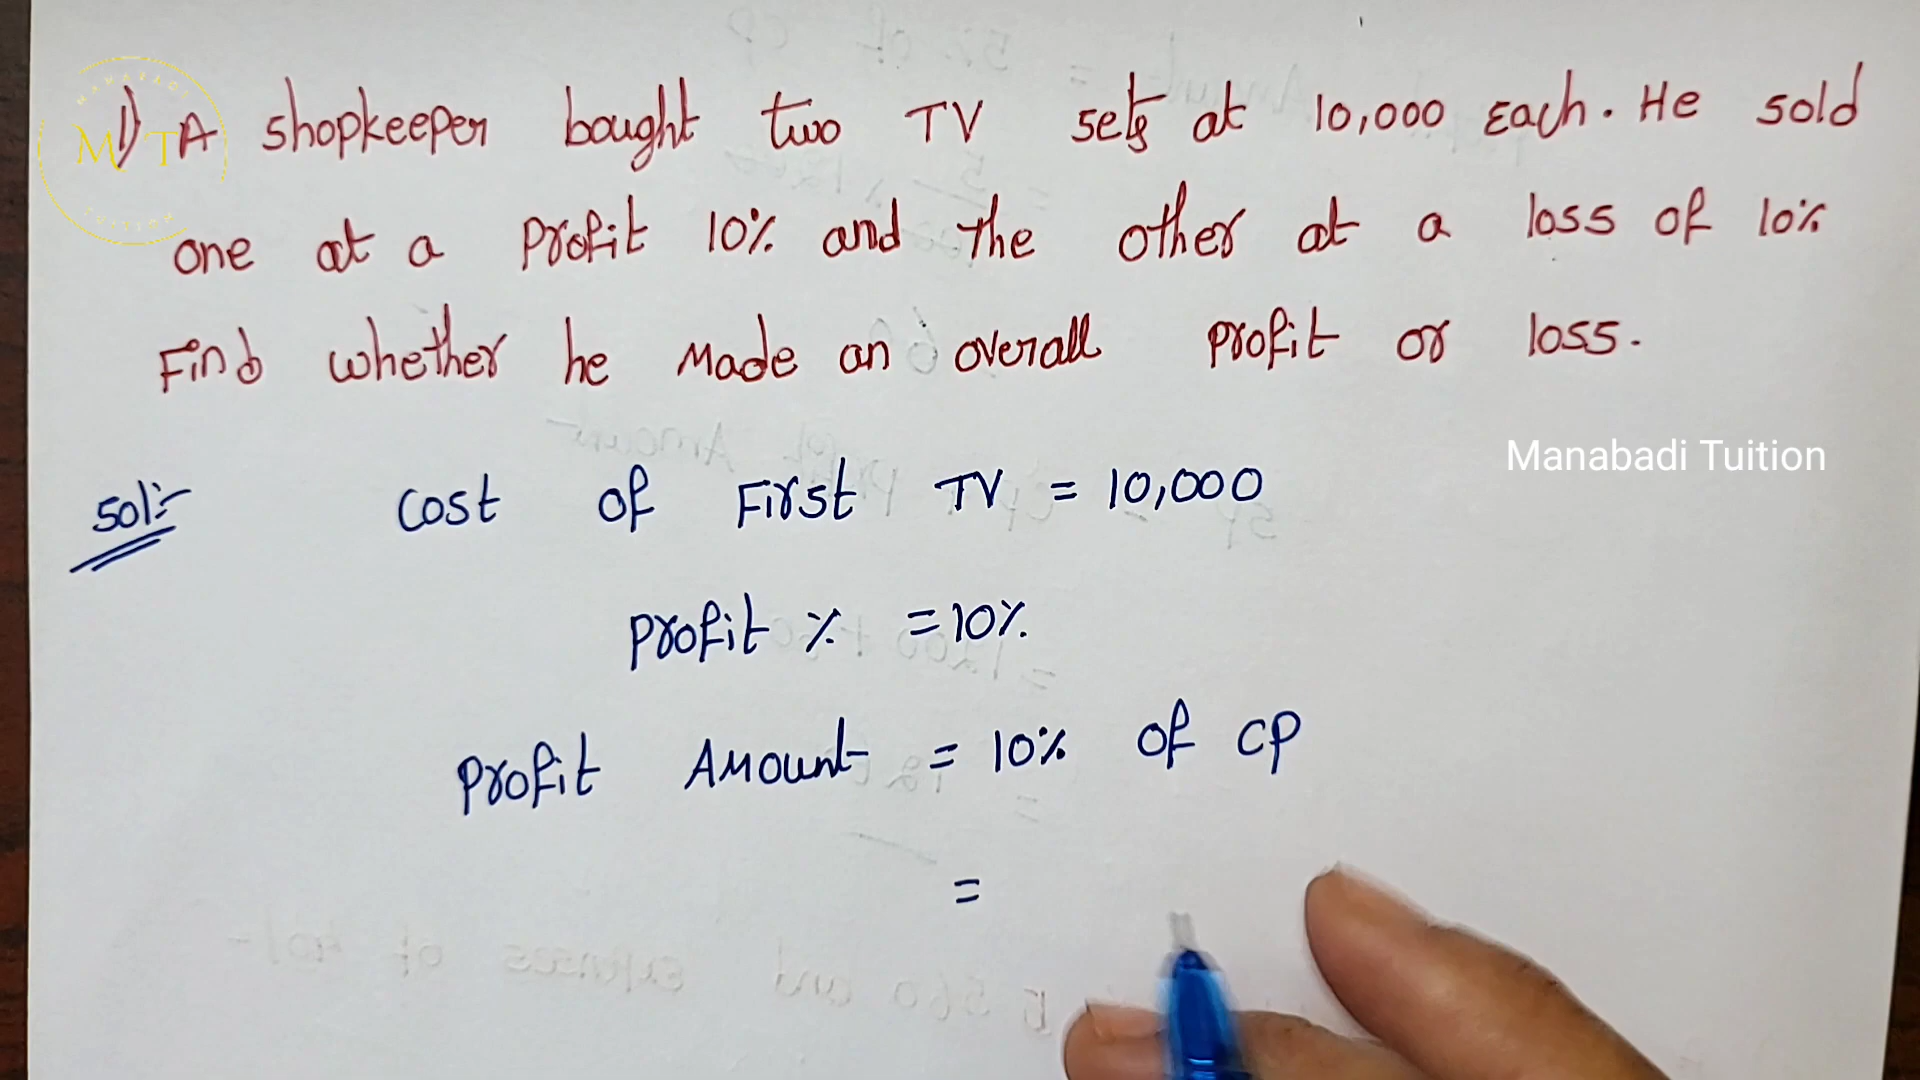 1) A shopkeeper bought two TV sets at 10,000 Each. He sold
one at a profit 10% and the other at a loss of 10%
Find whether he made an overall profit or loss.
Manabadi Tuition
Sol:- Cost of First TV = 10,000
Profit % = 10%
Profit Amount = 10% of CP
=
MT